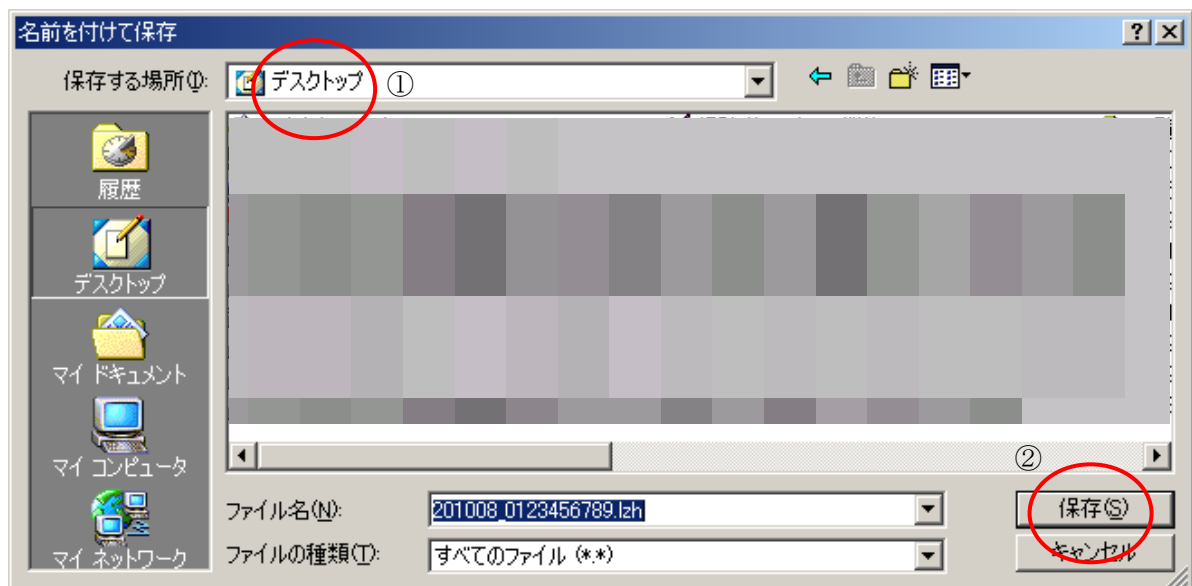 名前を付けて保存
保存する場所(I):
デスクトップ
①
履歴
デスクトップ
マイ ドキュメント
マイ コンピュータ
マイ ネットワーク
②
ファイル名(N):
201008_0123456789.lzh
保存(S)
ファイルの種類(T):
すべてのファイル (*.*)
キャンセル